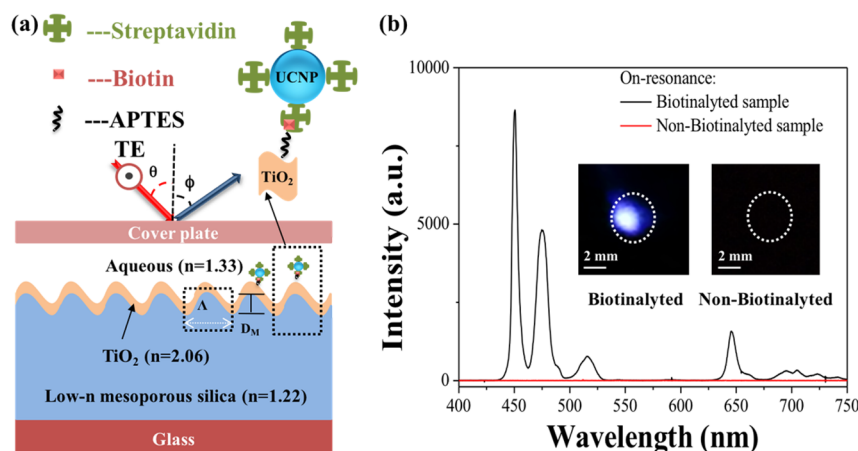 (a)
---Streptavidin
---Biotin
---APTES
UCNP
TE
θ
ϕ
TiO2
Cover plate
Aqueous (n=1.33)
Λ
DM
TiO2 (n=2.06)
Low-n mesoporous silica (n=1.22)
Glass
(b)
10000
5000
0
Intensity (a.u.)
On-resonance:
Biotinalyted sample
Non-Biotinalyted sample
2 mm
2 mm
Biotinalyted
Non-Biotinalyted
400 450 500 550 600 650 700 750
Wavelength (nm)